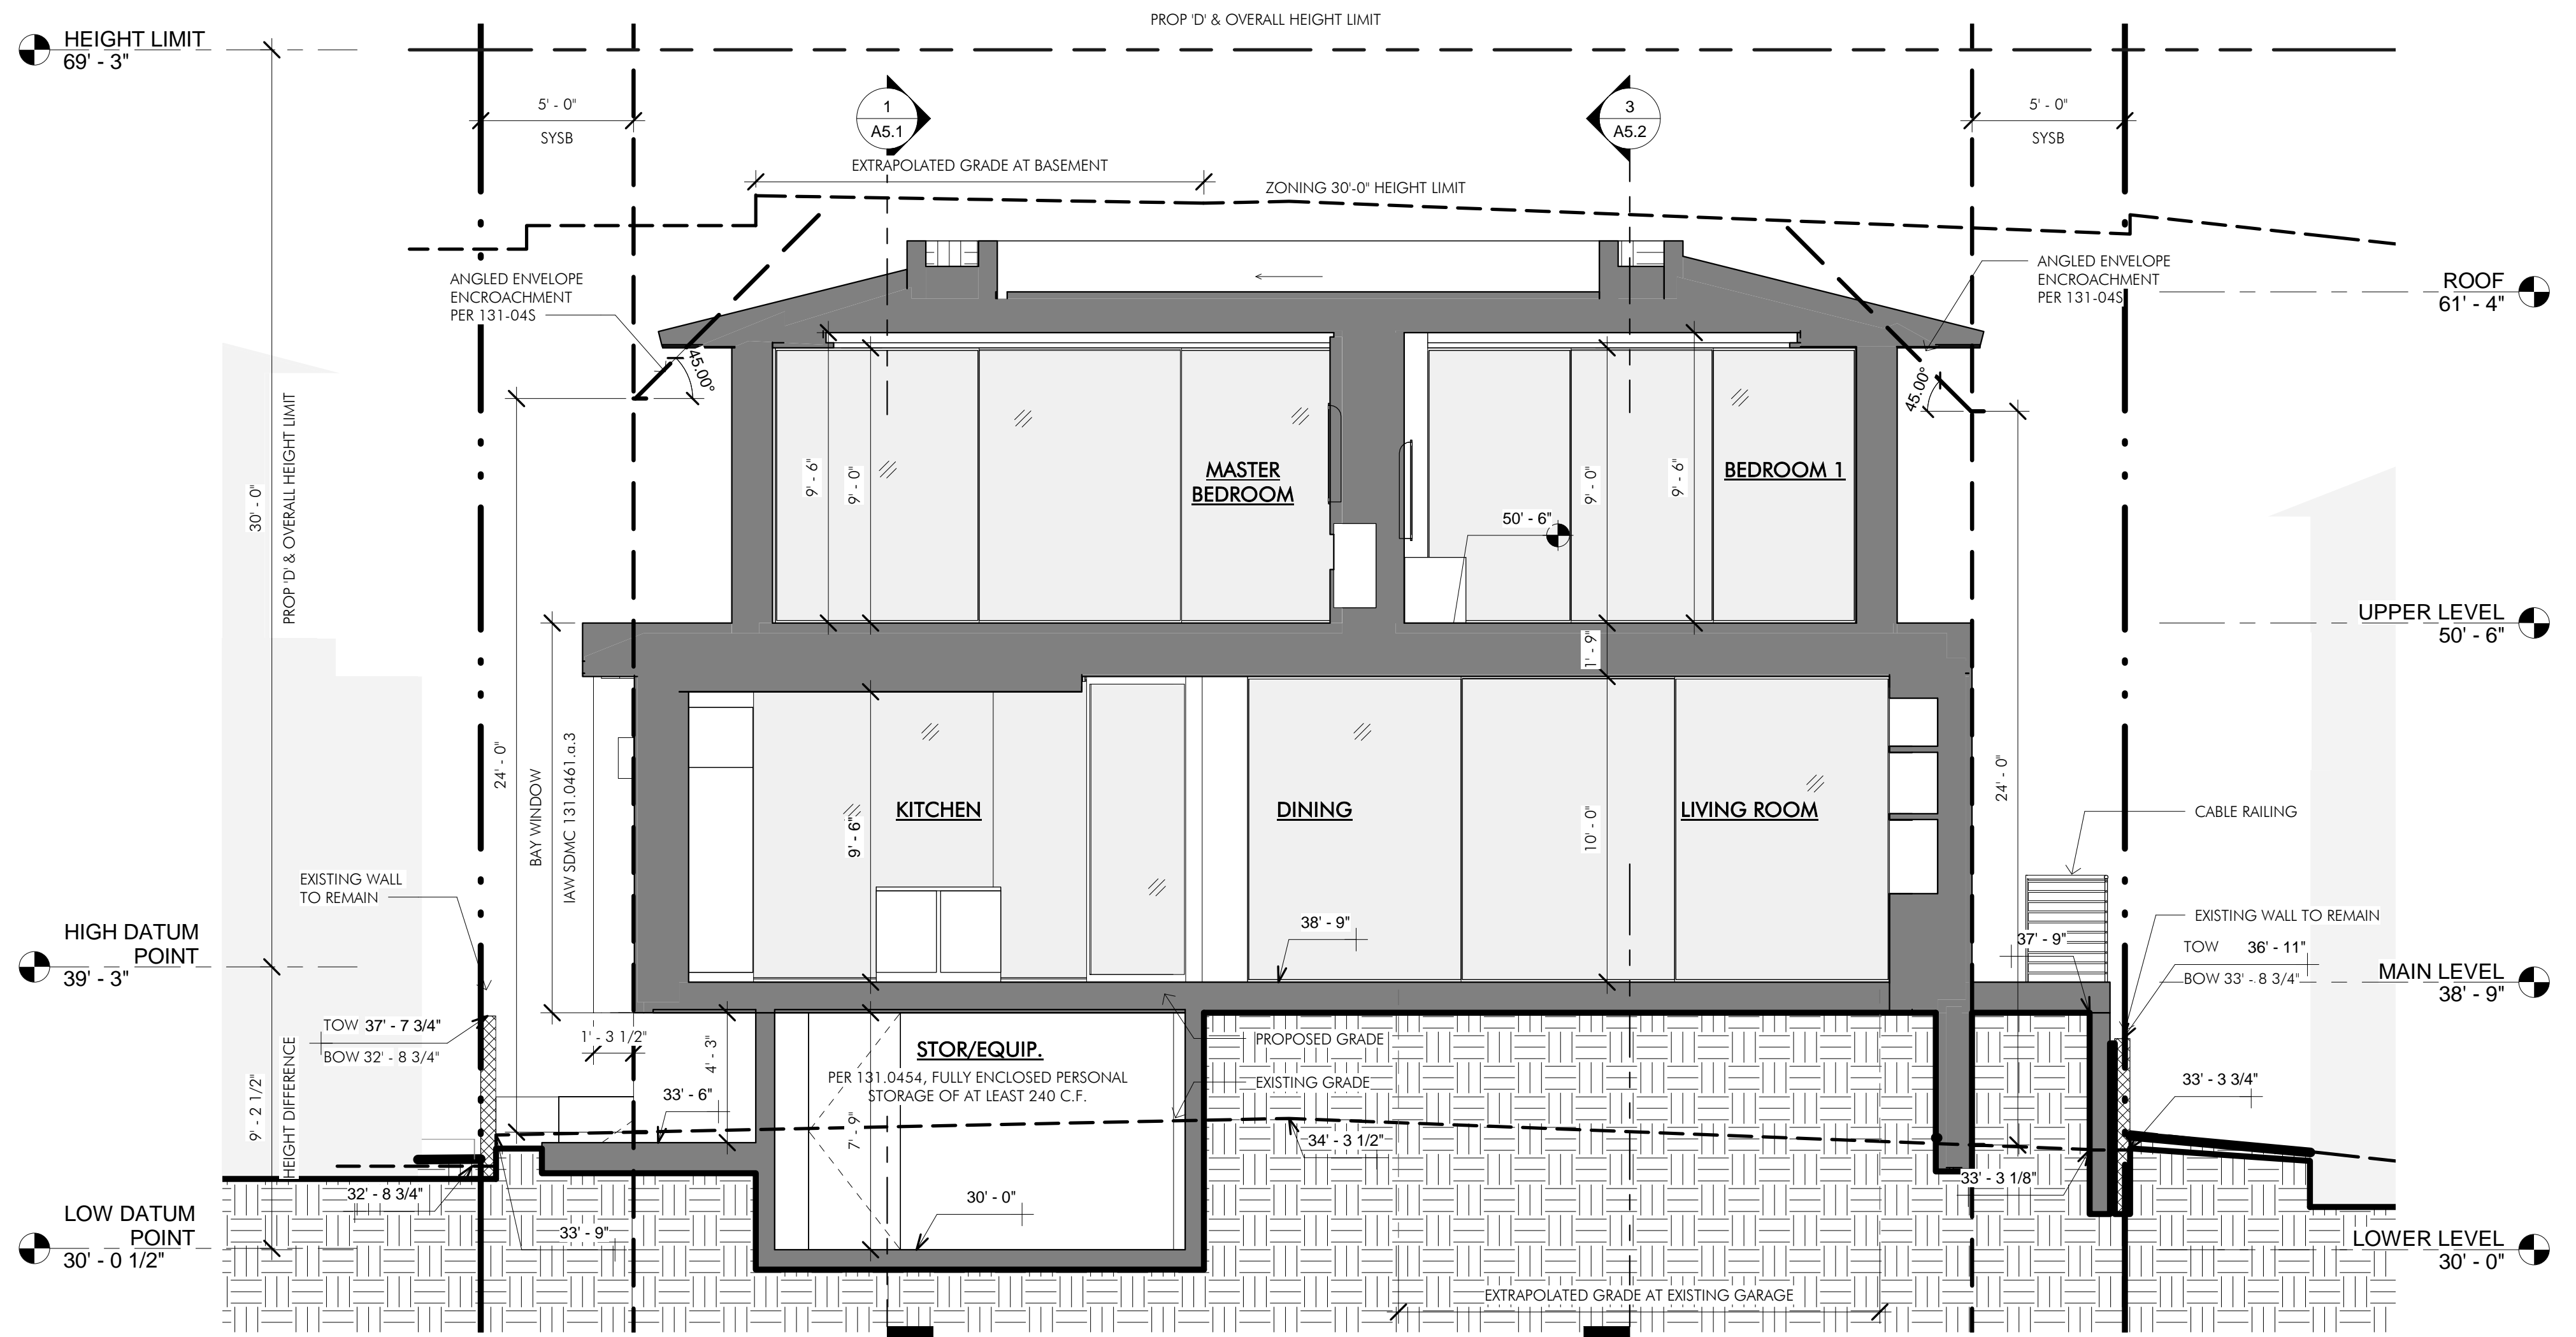 PROP 'D' & OVERALL HEIGHT LIMIT
HEIGHT LIMIT
69' - 3"
5' - 0"
SYSB
1
A5.1
3
A5.2
5' - 0"
SYSB
EXTRAPOLATED GRADE AT BASEMENT
ZONING 30'-0" HEIGHT LIMIT
ANGLED ENVELOPE
ENCROACHMENT
PER 131-04S
45.00°
ANGLED ENVELOPE
ENCROACHMENT
PER 131-04S
45.00°
ROOF
61' - 4"
30' - 0"
PROP 'D' & OVERALL HEIGHT LIMIT
9' - 6"
9' - 0"
MASTER
BEDROOM
50' - 6"
9' - 0"
9' - 6"
BEDROOM 1
UPPER LEVEL
50' - 6"
1' - 9"
24' - 0"
BAY WINDOW
IAW SDMC 131.0461.a.3
9' - 6"
KITCHEN
DINING
10' - 0"
LIVING ROOM
24' - 0"
CABLE RAILING
EXISTING WALL
TO REMAIN
38' - 9"
37' - 9"
EXISTING WALL TO REMAIN
TOW 36' - 11"
BOW 33' - 8 3/4"
HIGH DATUM
POINT
39' - 3"
MAIN LEVEL
38' - 9"
TOW 37' - 7 3/4"
BOW 32' - 8 3/4"
1' - 3 1/2"
4' - 3"
33' - 6"
STOR/EQUIP.
PER 131.0454, FULLY ENCLOSED PERSONAL
STORAGE OF AT LEAST 240 C.F.
7' - 9"
PROPOSED GRADE
EXISTING GRADE
34' - 3 1/2"
33' - 3 3/4"
33' - 3 1/8"
9' - 2 1/2"
HEIGHT DIFFERENCE
32' - 8 3/4"
33' - 9"
30' - 0"
LOW DATUM
POINT
30' - 0 1/2"
LOWER LEVEL
30' - 0"
EXTRAPOLATED GRADE AT EXISTING GARAGE